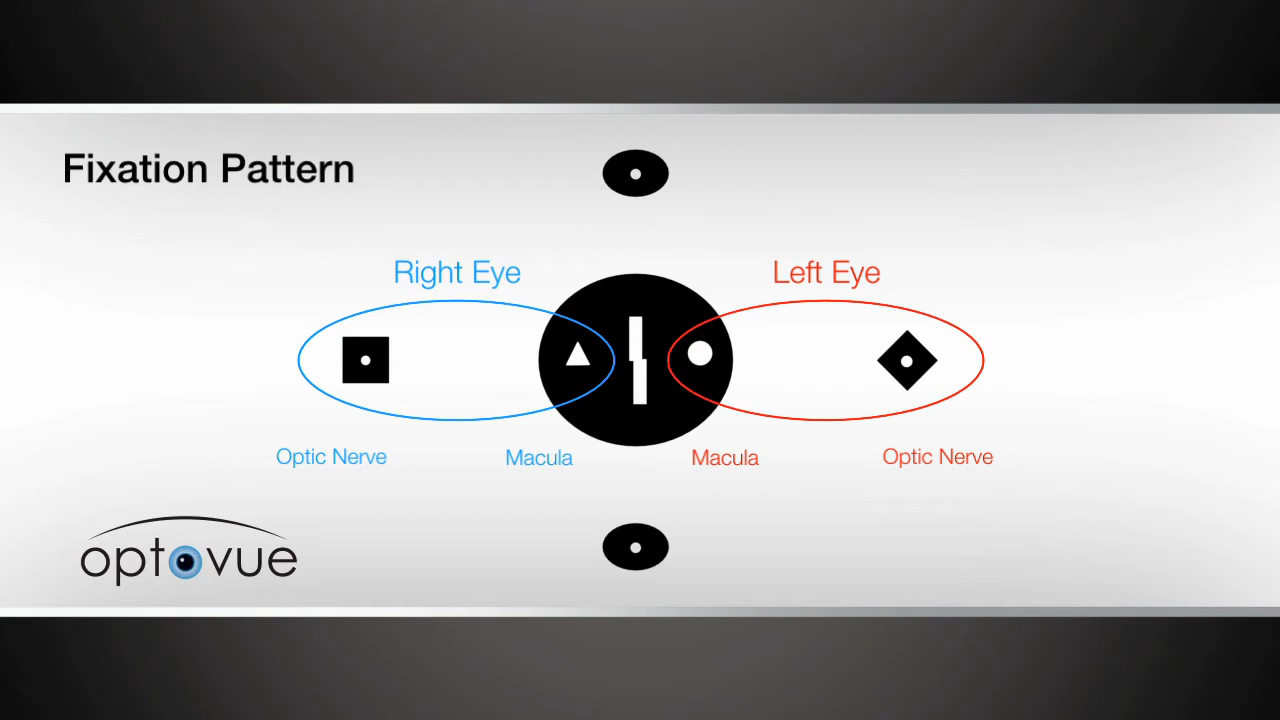 Fixation Pattern
Right Eye
Left Eye
Optic Nerve
Macula
Macula
Optic Nerve
optovue